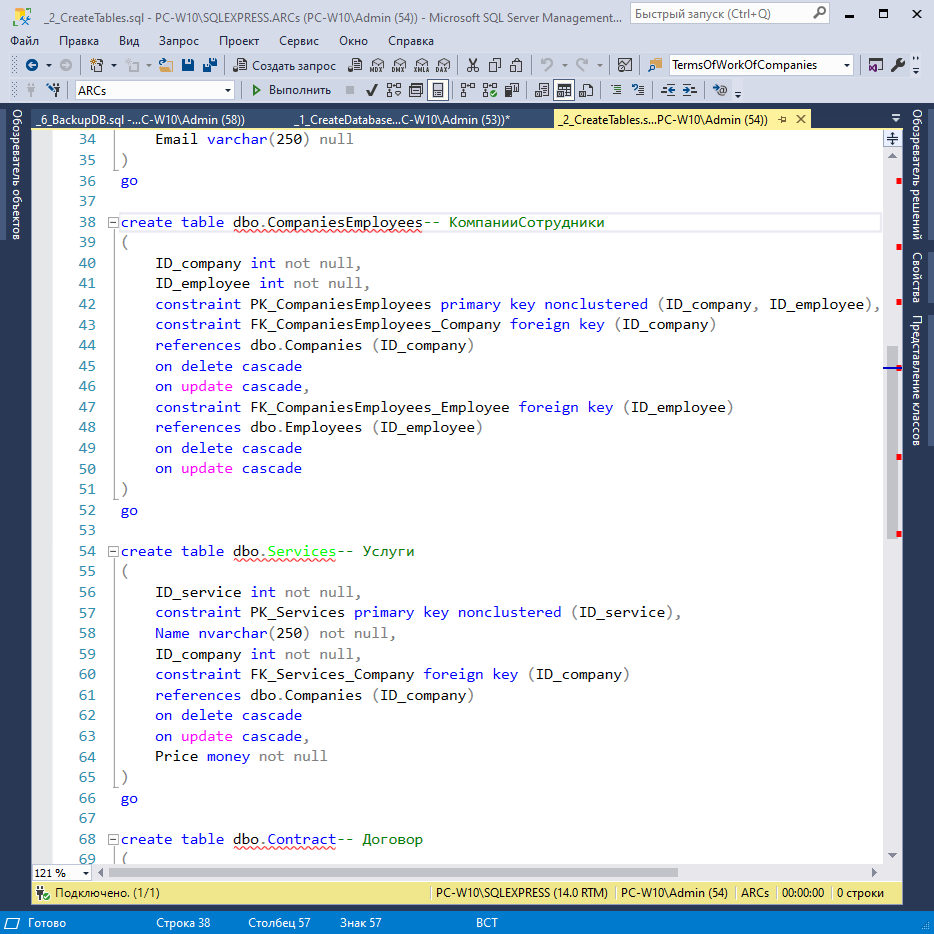 _2_CreateTables.sql - PC-W10\SQLEXPRESS.ARCs (PC-W10\Admin (54)) - Microsoft SQL Server Management...
Быстрый запуск (Ctrl+Q)
Файл Правка Вид Запрос Проект Сервис Окно Справка
Создать запрос MDX DMX XMLA DAX TermsOfWorkOfCompanies
ARCs Выполнить
_6_BackupDB.sql -...C-W10\Admin (58)) _1_CreateDatabase...C-W10\Admin (53))* _2_CreateTables.s...PC-W10\Admin (54))
Обозреватель объектов
34 Email varchar(250) null
35 )
36 go
37
38 create table dbo.CompaniesEmployees-- КомпанииСотрудники
39 (
40 ID_company int not null,
41 ID_employee int not null,
42 constraint PK_CompaniesEmployees primary key nonclustered (ID_company, ID_employee),
43 constraint FK_CompaniesEmployees_Company foreign key (ID_company)
44 references dbo.Companies (ID_company)
45 on delete cascade
46 on update cascade,
47 constraint FK_CompaniesEmployees_Employee foreign key (ID_employee)
48 references dbo.Employees (ID_employee)
49 on delete cascade
50 on update cascade
51 )
52 go
53
54 create table dbo.Services-- Услуги
55 (
56 ID_service int not null,
57 constraint PK_Services primary key nonclustered (ID_service),
58 Name nvarchar(250) not null,
59 ID_company int not null,
60 constraint FK_Services_Company foreign key (ID_company)
61 references dbo.Companies (ID_company)
62 on delete cascade
63 on update cascade,
64 Price money not null
65 )
66 go
67
68 create table dbo.Contract-- Договор
69 (
Обозреватель решений
Свойства
Представление классов
121 %
Подключено. (1/1) PC-W10\SQLEXPRESS (14.0 RTM) PC-W10\Admin (54) ARCs 00:00:00 0 строки
Готово Строка 38 Столбец 57 Знак 57 ВСТ